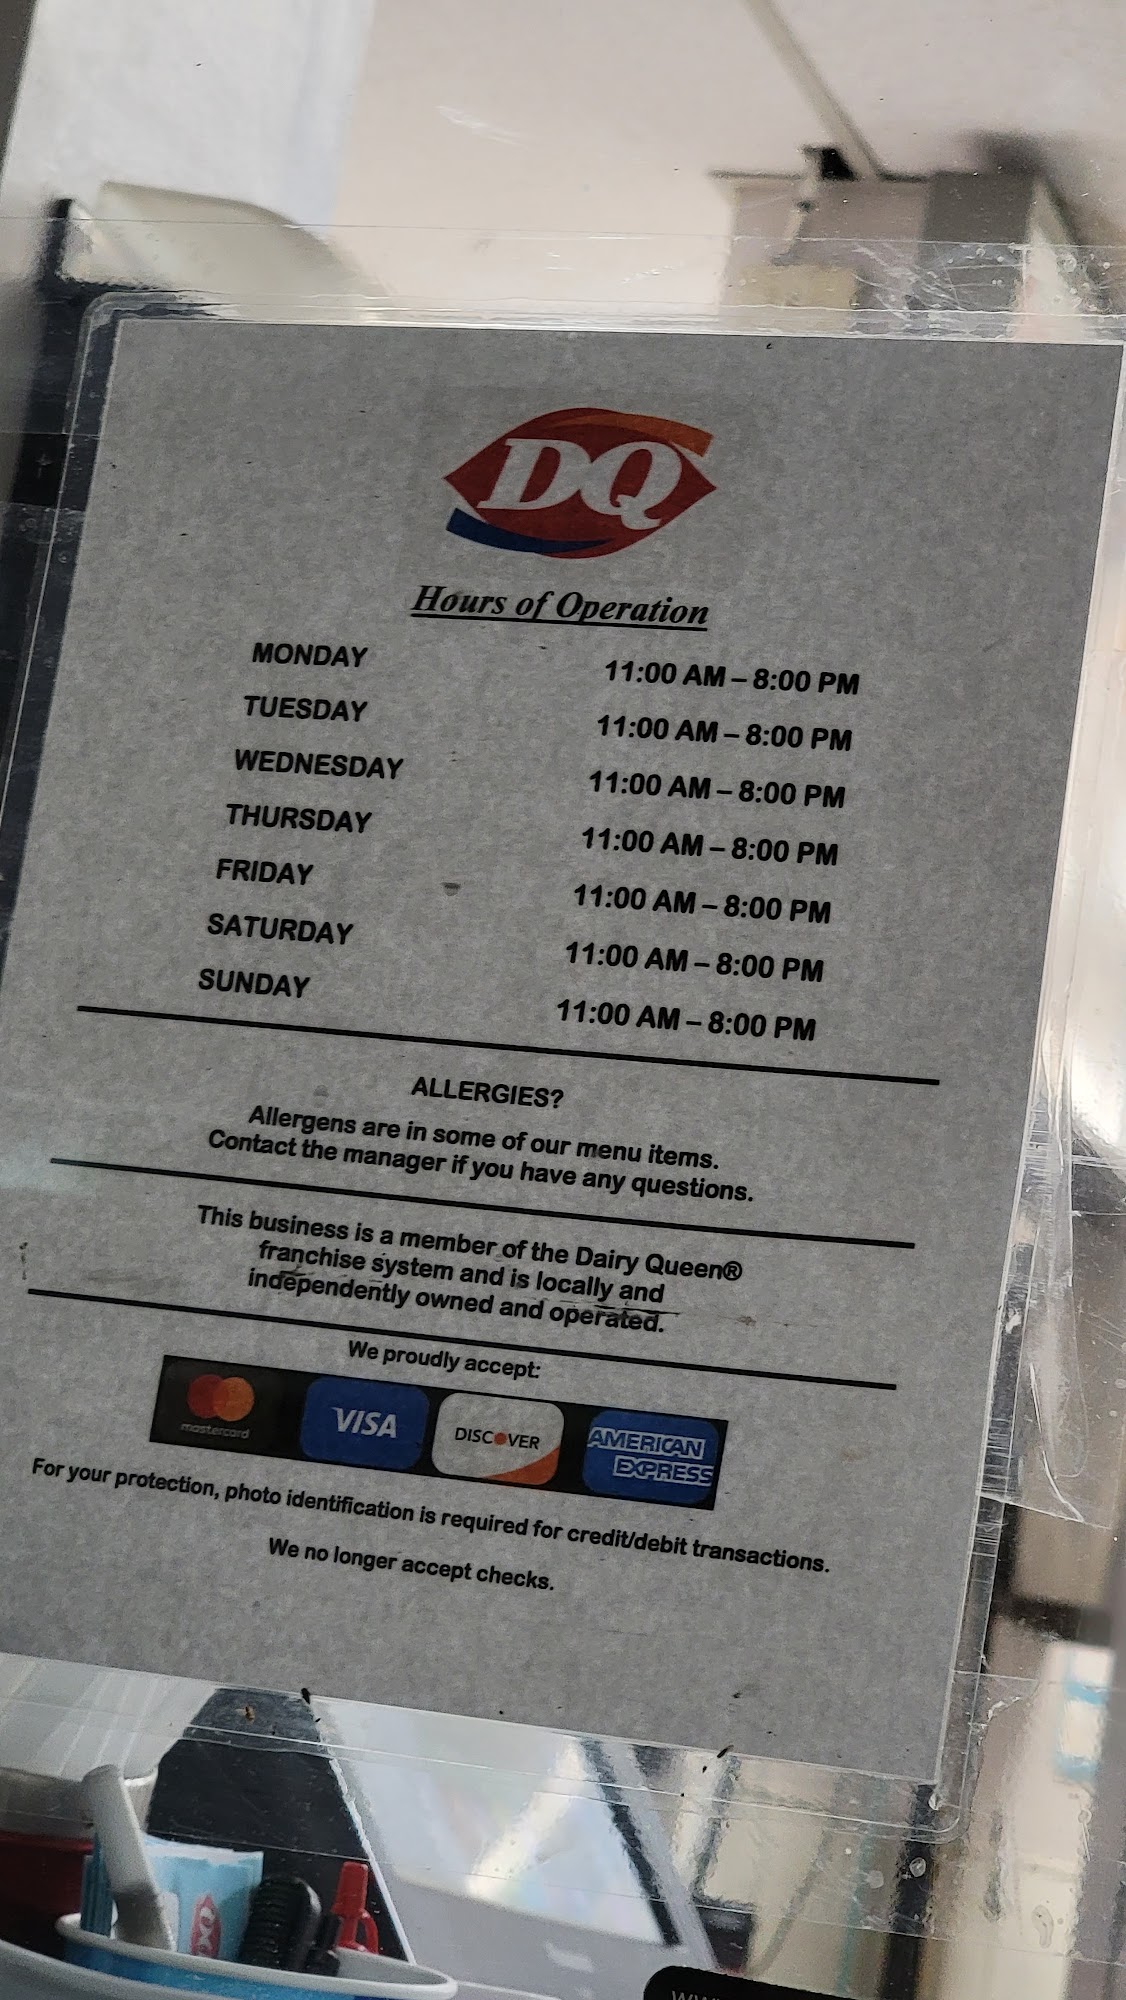 DQ
Hours of Operation
MONDAY 11:00 AM – 8:00 PM
TUESDAY 11:00 AM – 8:00 PM
WEDNESDAY 11:00 AM – 8:00 PM
THURSDAY 11:00 AM – 8:00 PM
FRIDAY 11:00 AM – 8:00 PM
SATURDAY 11:00 AM – 8:00 PM
SUNDAY 11:00 AM – 8:00 PM
ALLERGIES?
Allergens are in some of our menu items.
Contact the manager if you have any questions.
This business is a member of the Dairy Queen®
franchise system and is locally and
independently owned and operated.
We proudly accept:
mastercard VISA DISCOVER AMERICAN
EXPRESS
For your protection, photo identification is required for credit/debit transactions.
We no longer accept checks.
DQ